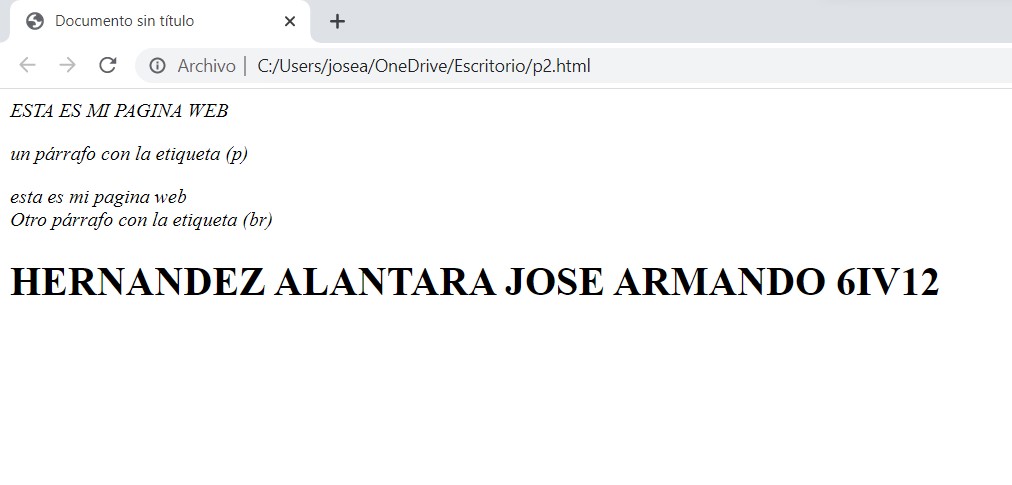 Documento sin título
Archivo | C:/Users/josea/OneDrive/Escritorio/p2.html
ESTA ES MI PAGINA WEB
un párrafo con la etiqueta (p)
esta es mi pagina web
Otro párrafo con la etiqueta (br)
HERNANDEZ ALANTARA JOSE ARMANDO 6IV12